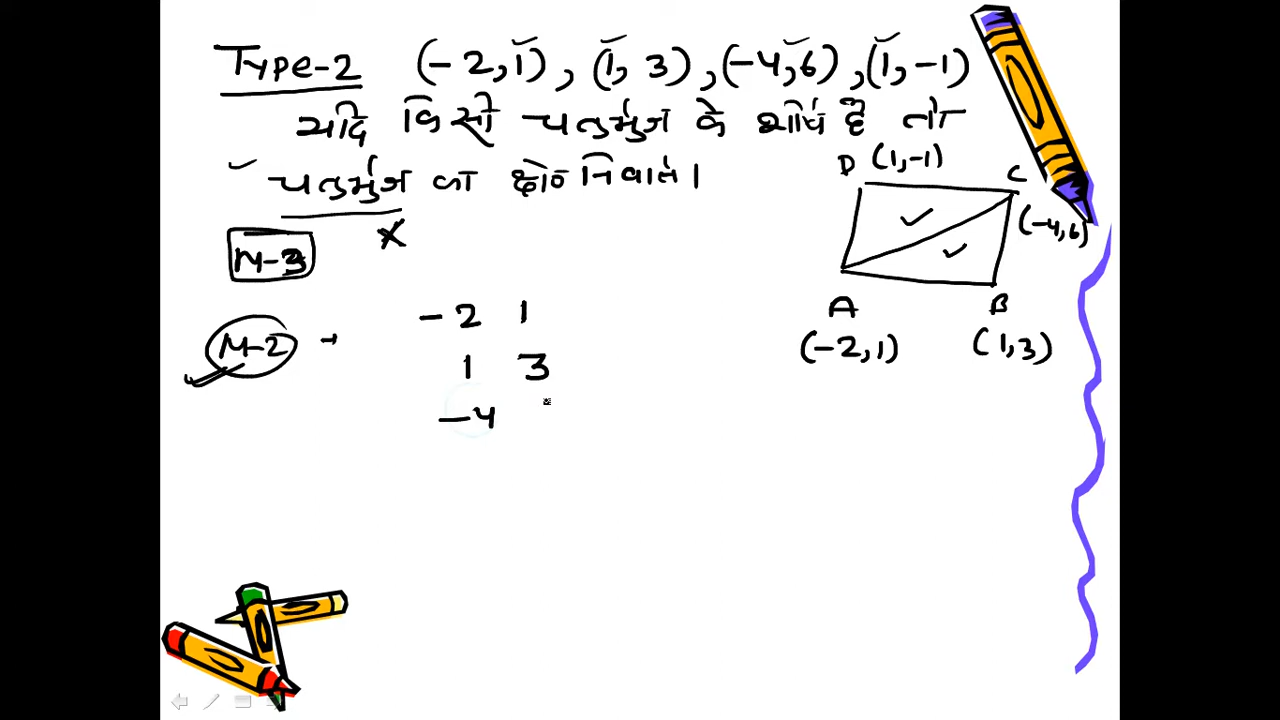 Type-2 (-2, 1), (1, 3), (-4, 6), (1, -1)
यदि किसी चतुर्भुज के शीर्ष है तो
चतुर्भुज का क्षेत्र निकाले।
D (1, -1)
C
(-4, 6)
M-3
A
B
(-2, 1)
(1, 3)
M-2 →
-2 1
1 3
-4